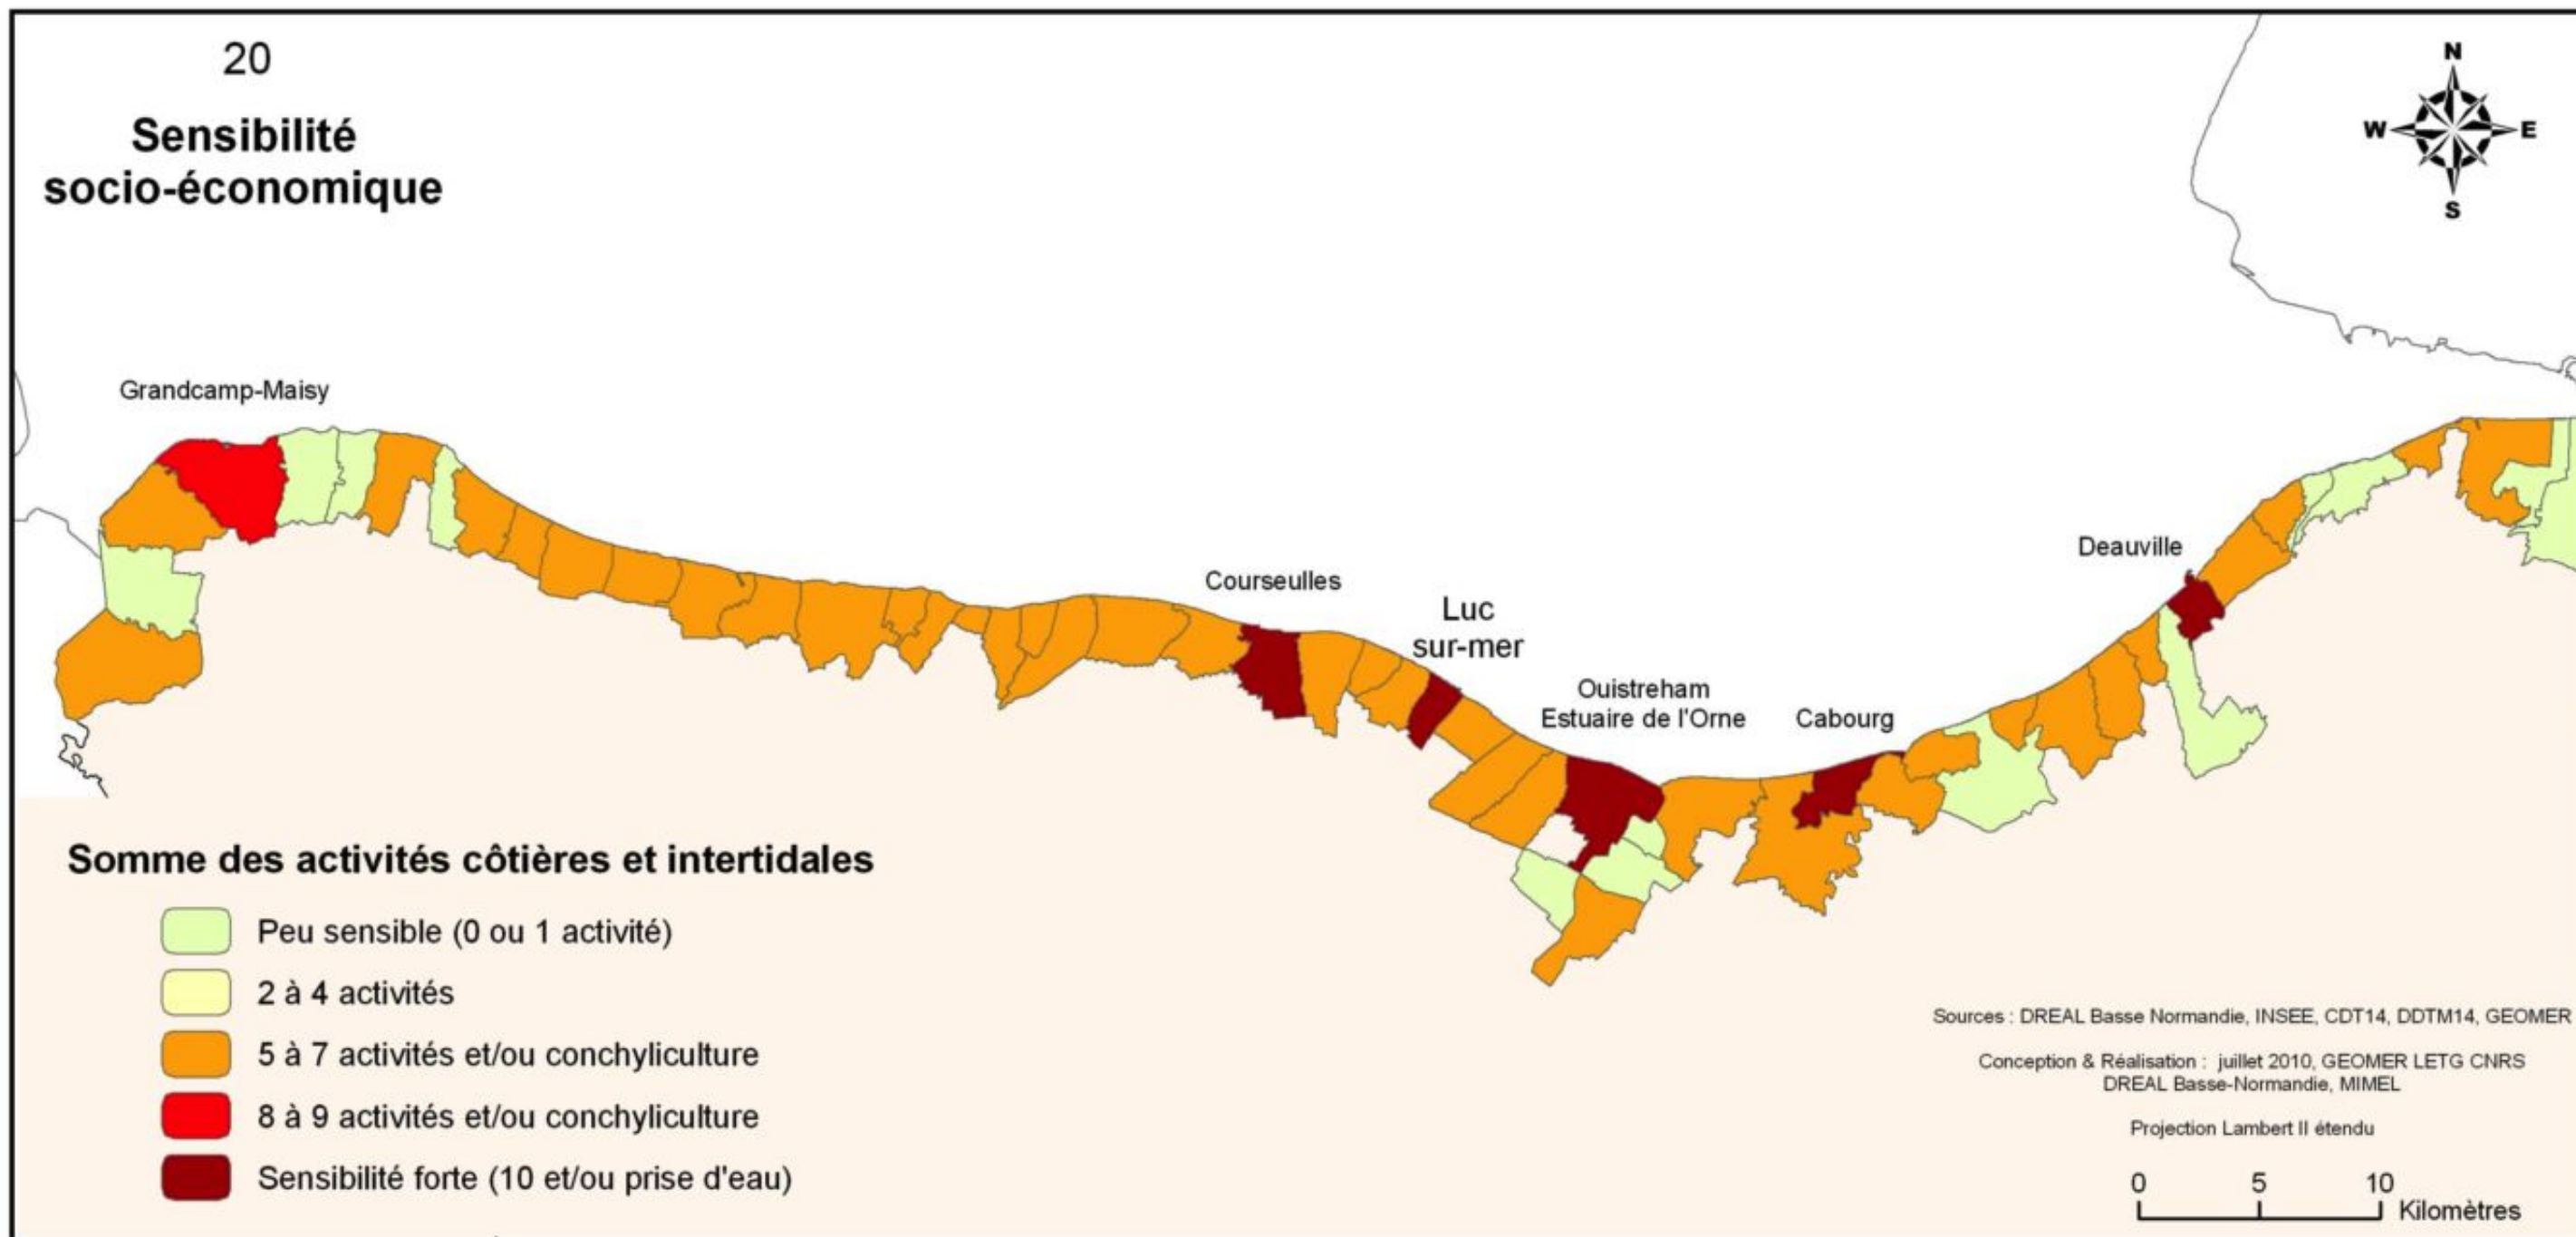 20
Sensibilité
socio-économique
N
W
E
S
Grandcamp-Maisy
Courseulles
Luc
sur-mer
Ouistreham
Estuaire de l'Orne
Cabourg
Deauville
Somme des activités côtières et intertidales
Peu sensible (0 ou 1 activité)
2 à 4 activités
5 à 7 activités et/ou conchyliculture
8 à 9 activités et/ou conchyliculture
Sensibilité forte (10 et/ou prise d'eau)
Sources : DREAL Basse Normandie, INSEE, CDT14, DDTM14, GEOMER
Conception & Réalisation : juillet 2010, GEOMER LETG CNRS
DREAL Basse-Normandie, MIMEL
Projection Lambert II étendu
0 5 10
Kilomètres